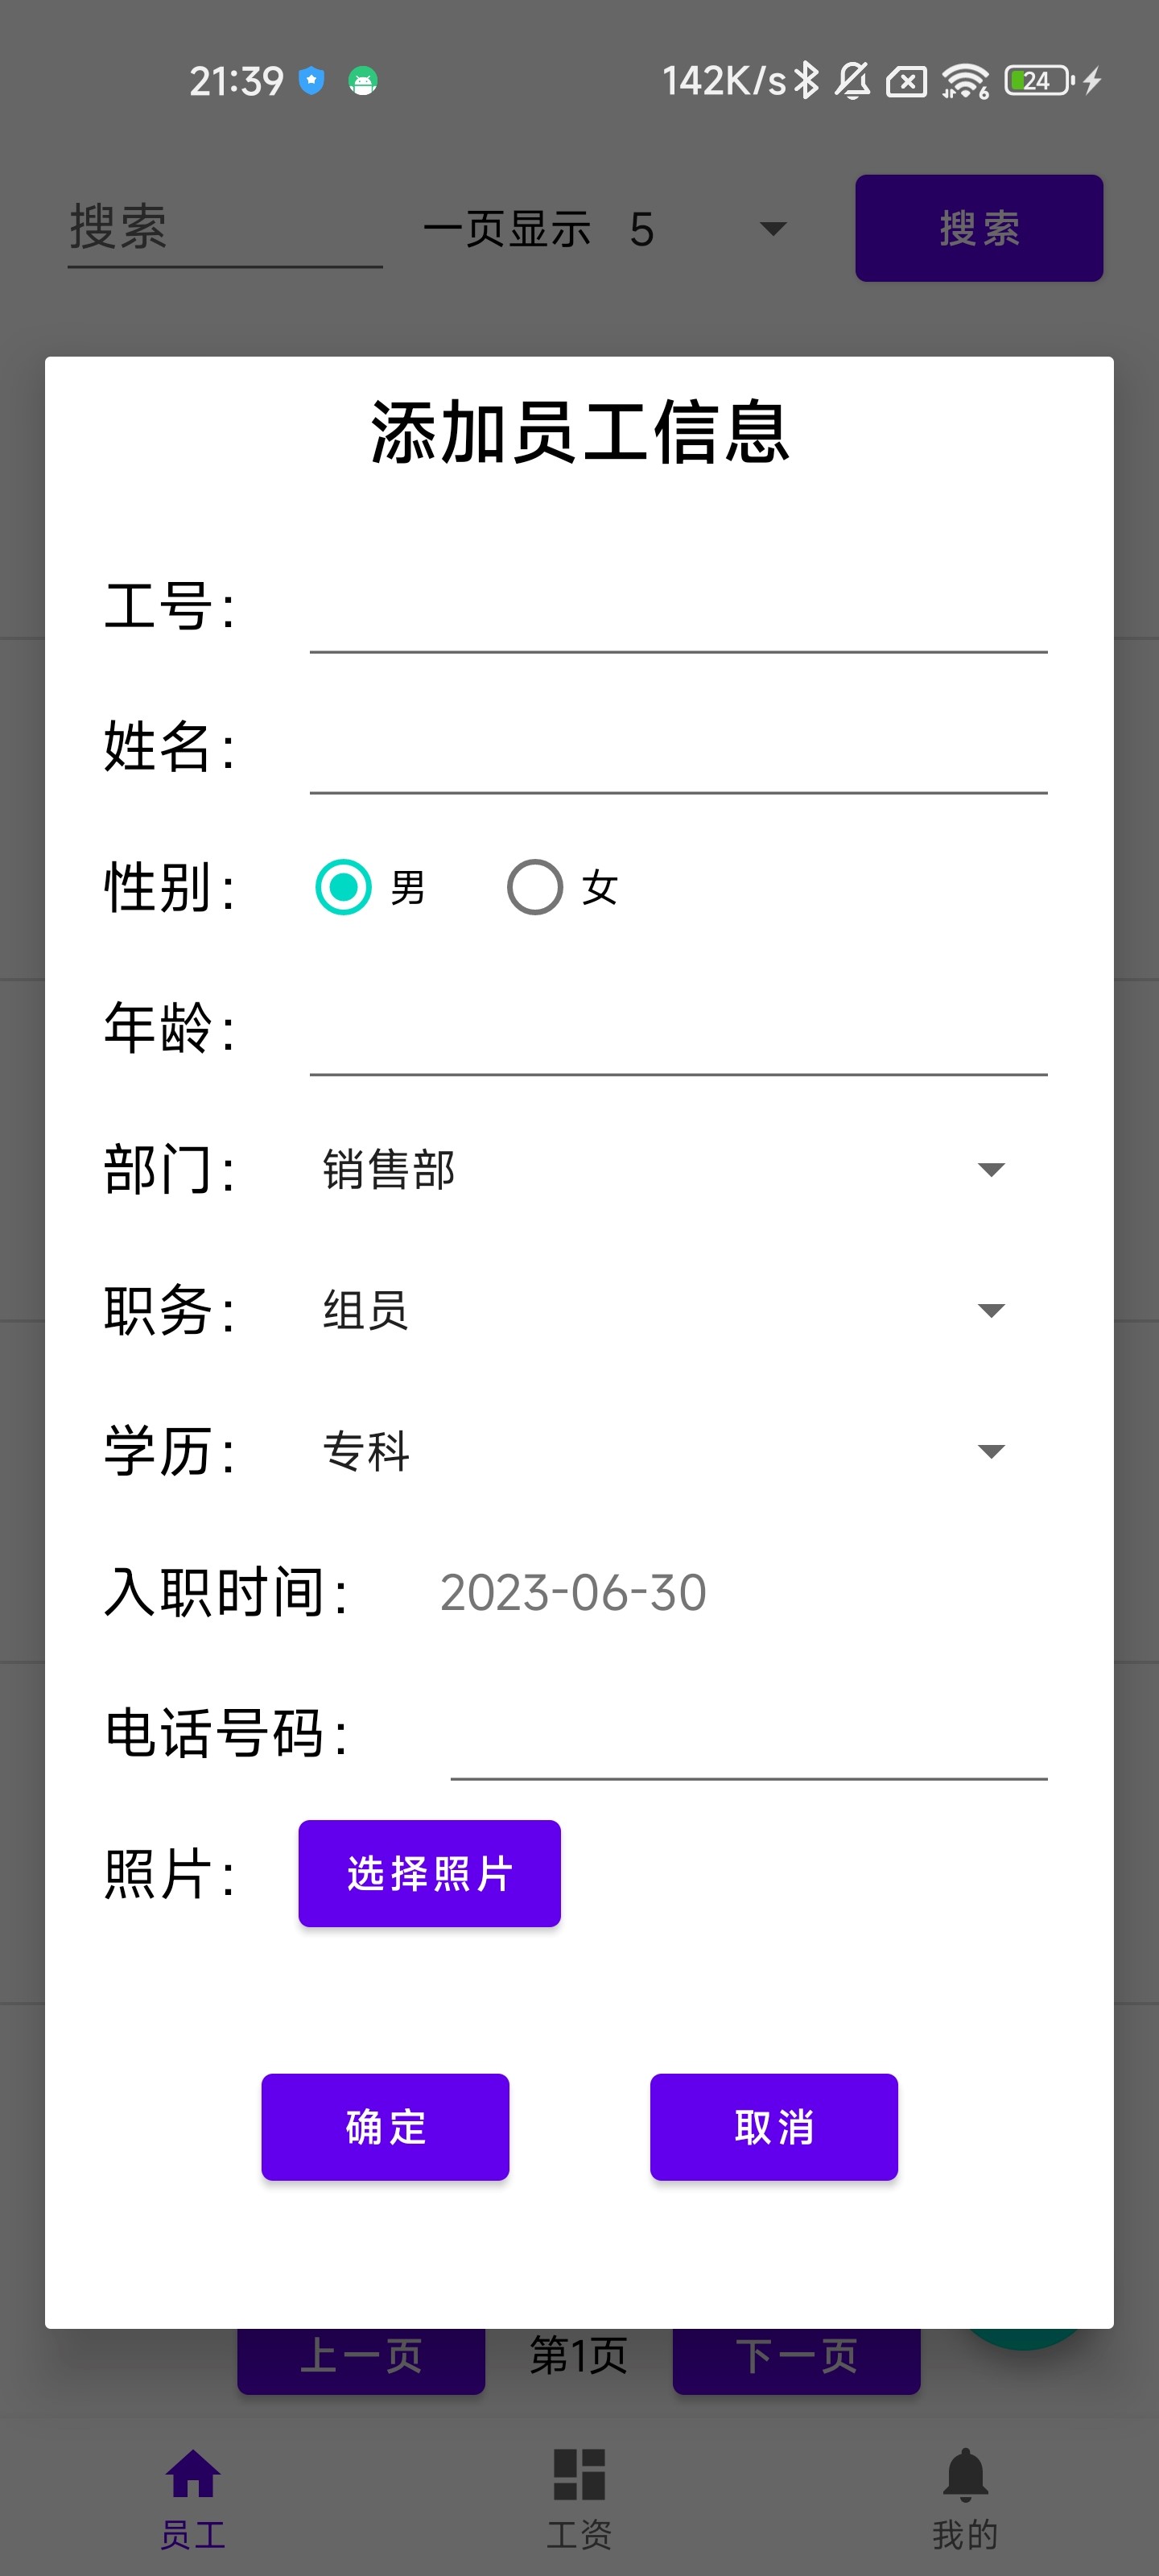 21:39 142K/s 6 24
搜索 一页显示 5 搜索
添加员工信息
工号:
姓名:
性别: 男 女
年龄:
部门: 销售部
职务: 组员
学历: 专科
入职时间: 2023-06-30
电话号码:
照片: 选择照片
确定 取消
上一页 第1页 下一页
员工 工资 我的